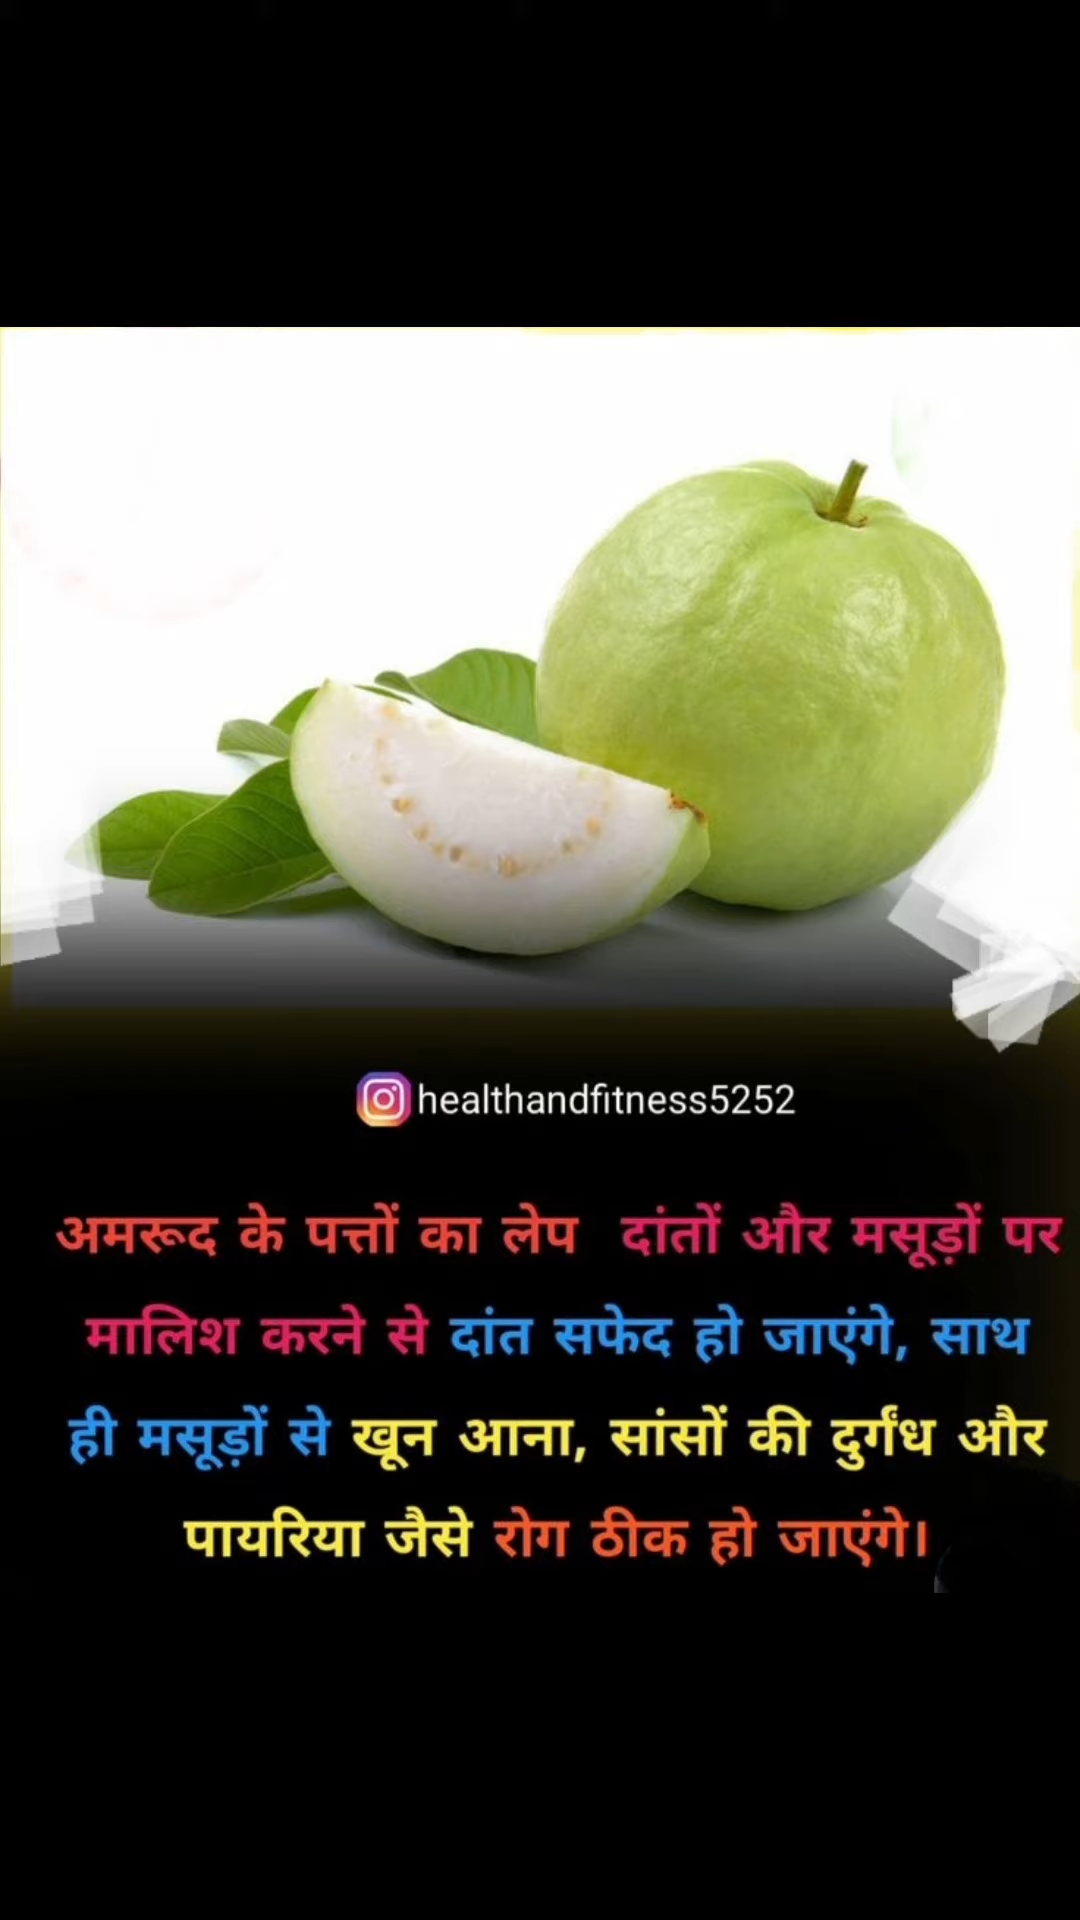 healthandfitness5252
अमरूद के पत्तों का लेप दांतों और मसूड़ों पर
मालिश करने से दांत सफेद हो जाएंगे, साथ
ही मसूड़ों से खून आना, सांसों की दुर्गंध और
पायरिया जैसे रोग ठीक हो जाएंगे।